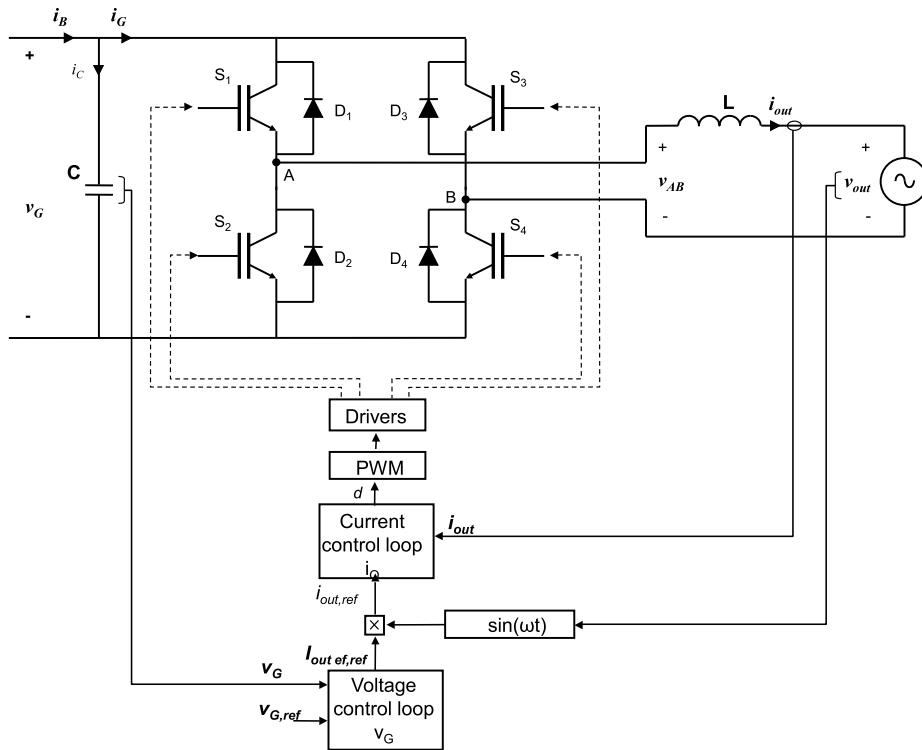 i_B
i_G
+
i_C
C
v_G
-
S_1
D_1
D_3
S_3
A
B
S_2
D_2
D_4
S_4
L
i_out
+
+
v_AB
v_out
-
-
Drivers
PWM
d
Current
control loop
i_O
i_out
i_out,ref
×
sin(ωt)
I_out ef,ref
v_G
v_G,ref
Voltage
control loop
v_G